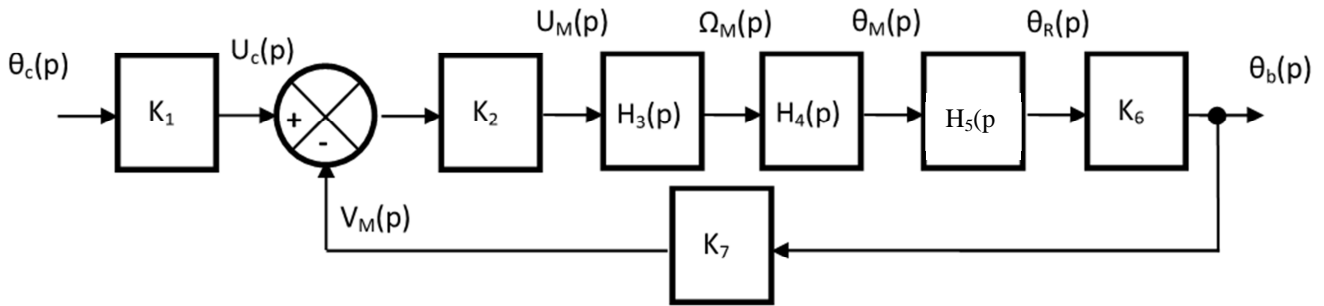 θc(p)
K1
Uc(p)
+
-
K2
UM(p)
H3(p)
ΩM(p)
H4(p)
θM(p)
H5(p
θR(p)
K6
θb(p)
VM(p)
K7